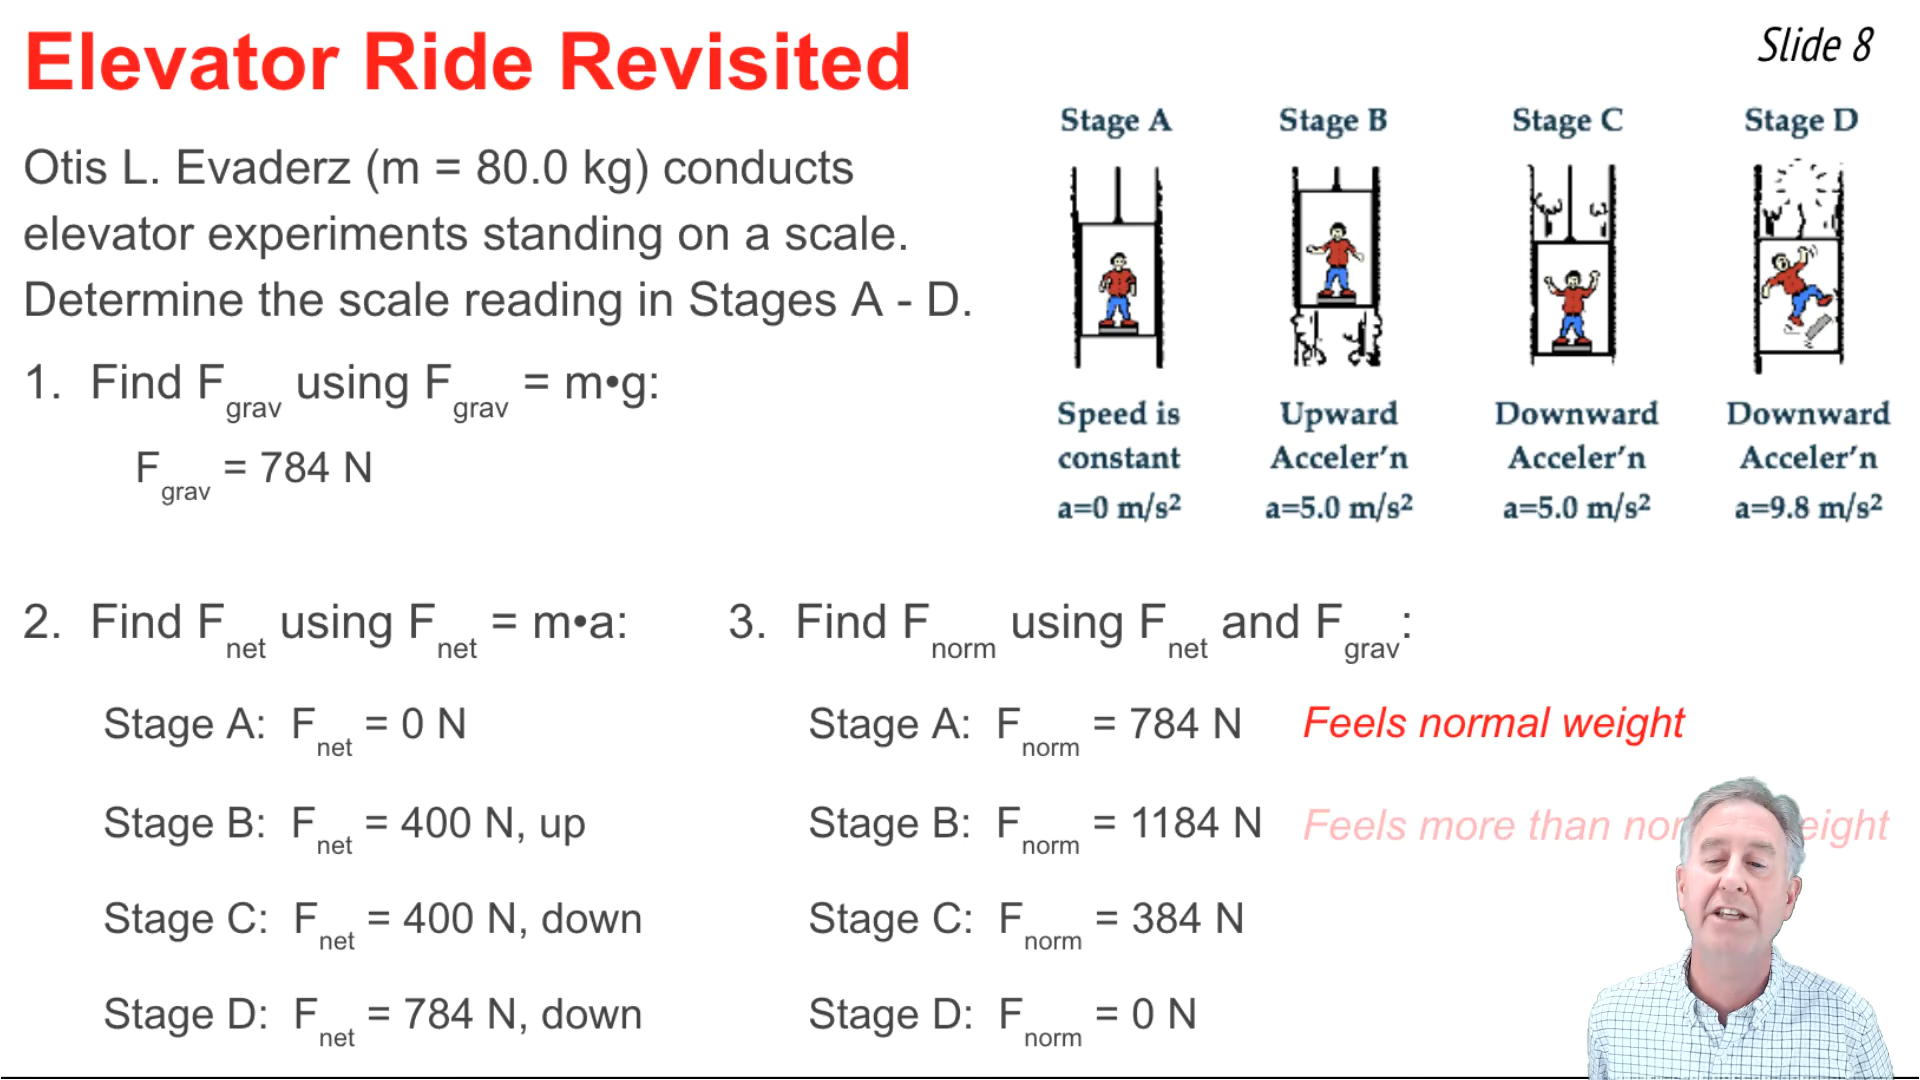 Elevator Ride Revisited
Slide 8
Otis L. Evaderz (m = 80.0 kg) conducts
elevator experiments standing on a scale.
Determine the scale reading in Stages A - D.
Stage A
Stage B
Stage C
Stage D
Speed is
constant
a=0 m/s²
Upward
Acceler'n
a=5.0 m/s²
Downward
Acceler'n
a=5.0 m/s²
Downward
Acceler'n
a=9.8 m/s²
1. Find Fgrav using Fgrav = m•g:
Fgrav = 784 N
2. Find Fnet using Fnet = m•a:
Stage A: Fnet = 0 N
Stage B: Fnet = 400 N, up
Stage C: Fnet = 400 N, down
Stage D: Fnet = 784 N, down
3. Find Fnorm using Fnet and Fgrav:
Stage A: Fnorm = 784 N Feels normal weight
Stage B: Fnorm = 1184 N Feels more than
Stage C: Fnorm = 384 N
Stage D: Fnorm = 0 N